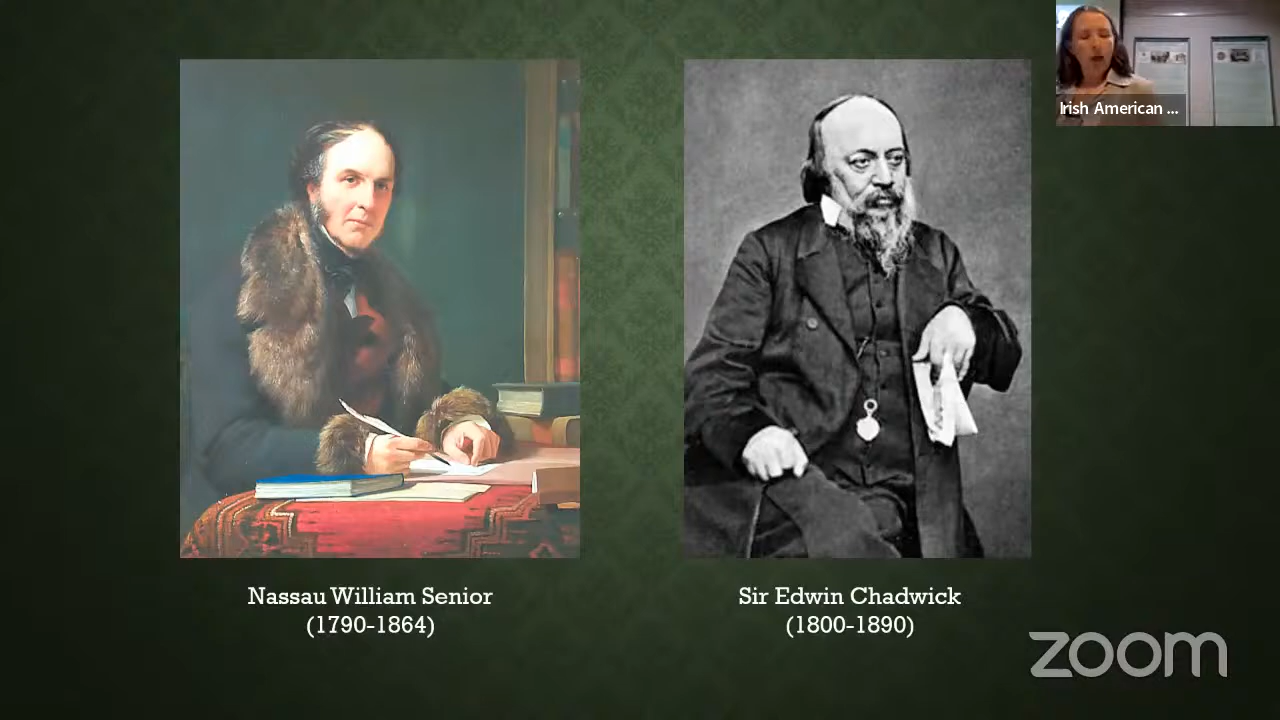 Irish American ...
Nassau William Senior
(1790-1864)
Sir Edwin Chadwick
(1800-1890)
zoom